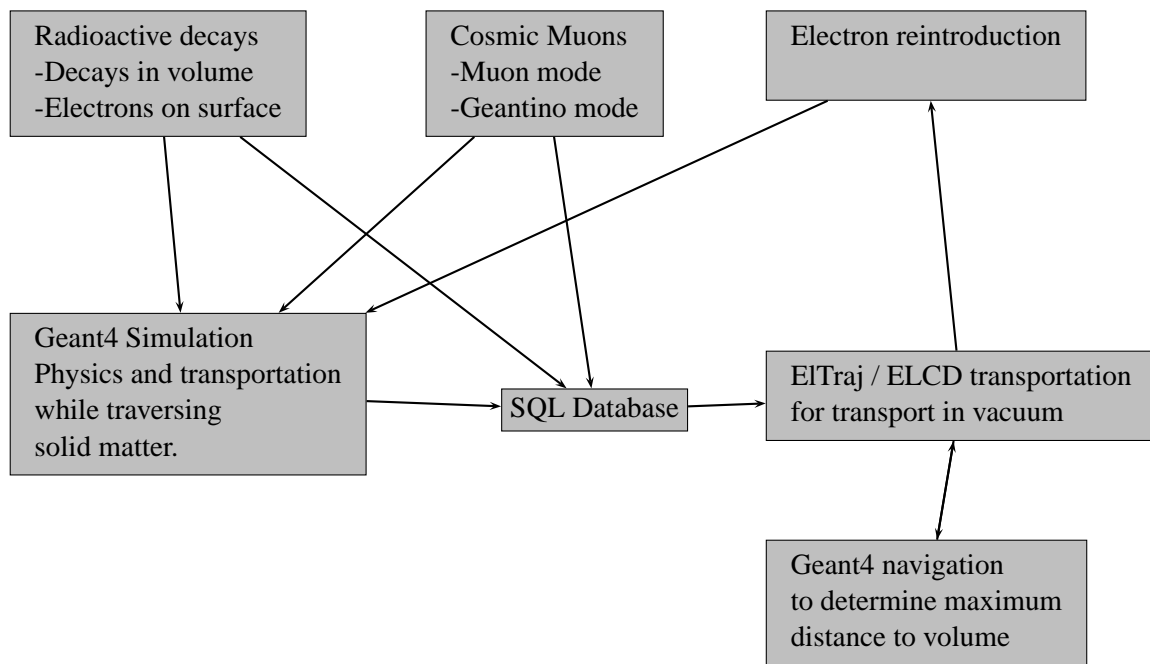 Radioactive decays
-Decays in volume
-Electrons on surface
Cosmic Muons
-Muon mode
-Geantino mode
Electron reintroduction
Geant4 Simulation
Physics and transportation
while traversing
solid matter.
SQL Database
ElTraj / ELCD transportation
for transport in vacuum
Geant4 navigation
to determine maximum
distance to volume